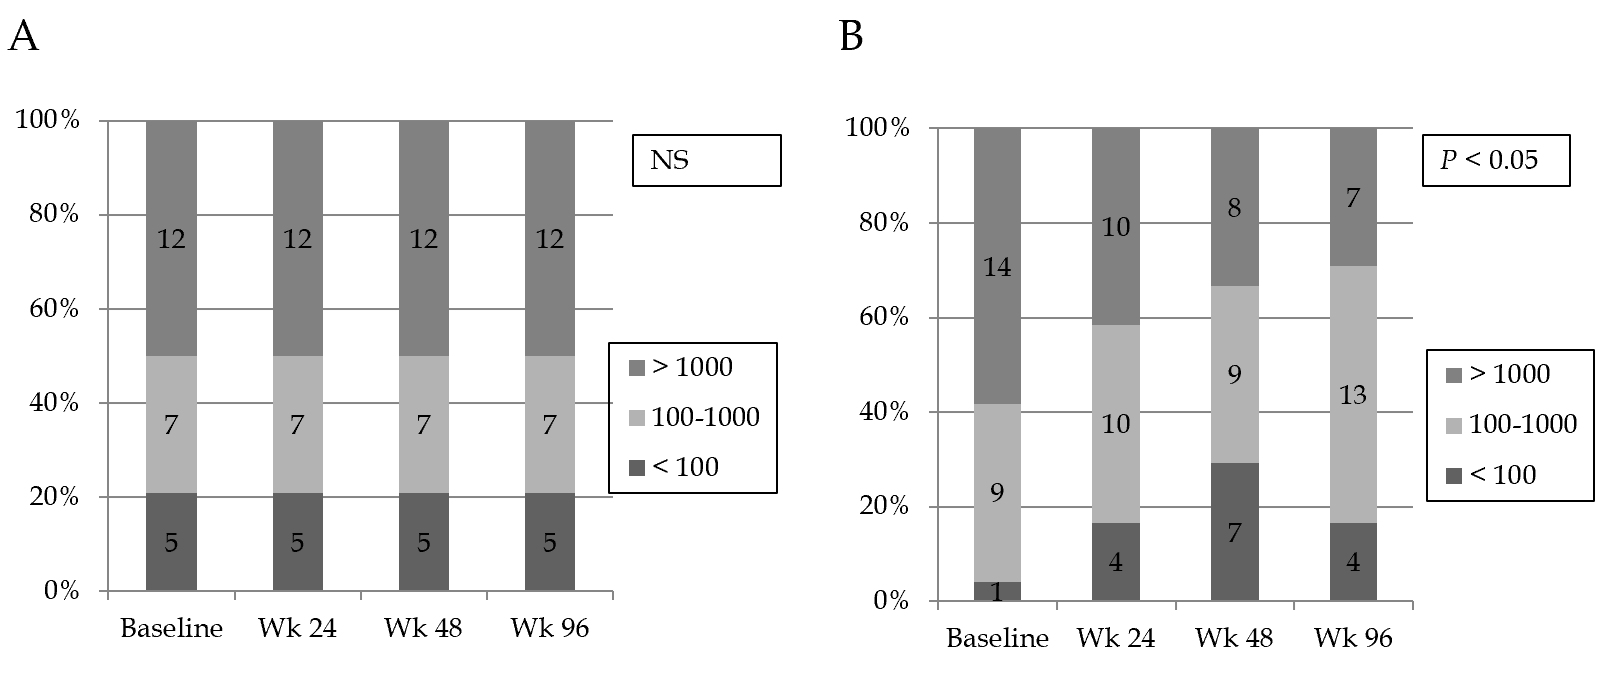 A
100%
80%
60%
40%
20%
0%
12 12 12 12
7 7 7 7
5 5 5 5
Baseline Wk 24 Wk 48 Wk 96
NS
> 1000
100-1000
< 100
B
100%
80%
60%
40%
20%
0%
14 10 8 7
9 10 9 13
1 4 7 4
Baseline Wk 24 Wk 48 Wk 96
P < 0.05
> 1000
100-1000
< 100